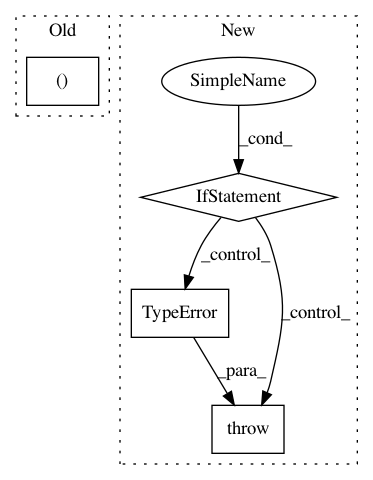 Old
New
()
SimpleName
_cond_
IfStatement
_control_
_control_
TypeError
_para_
throw